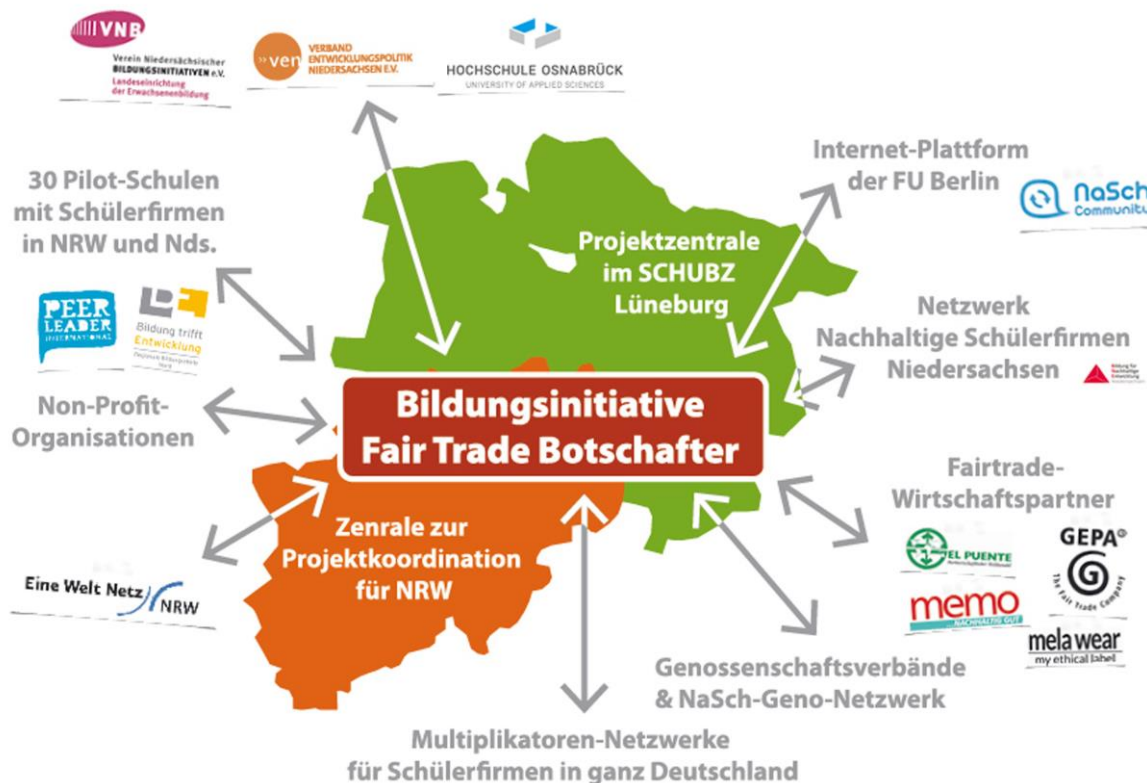 VNB
Verein Niedersächsischer
BILDUNGSINITIATIVEN e.V.
Landeseinrichtung
der Erwachsenenbildung
»ven
VERBAND
ENTWICKLUNGSPOLITIK
NIEDERSACHSEN E.V.
HOCHSCHULE OSNABRÜCK
UNIVERSITY OF APPLIED SCIENCES
Internet-Plattform
der FU Berlin
NaSch
Community
30 Pilot-Schulen
mit Schülerfirmen
in NRW und Nds.
Projektzentrale
im SCHUBZ
Lüneburg
PEER
LEADER
INTERNATIONAL
Bildung trifft
Entwicklung
Netzwerk
Nachhaltige Schülerfirmen
Niedersachsen
Non-Profit-
Organisationen
Bildungsinitiative
Fair Trade Botschafter
Fairtrade-
Wirtschaftspartner
Zenrale zur
Projektkoordination
für NRW
Eine Welt Netz
NRW
EL PUENTE
GEPA
The Fair Trade Company
memo
...NACHHALTIG GUT
mela wear
my ethical label
Genossenschaftsverbände
& NaSch-Geno-Netzwerk
Multiplikatoren-Netzwerke
für Schülerfirmen in ganz Deutschland